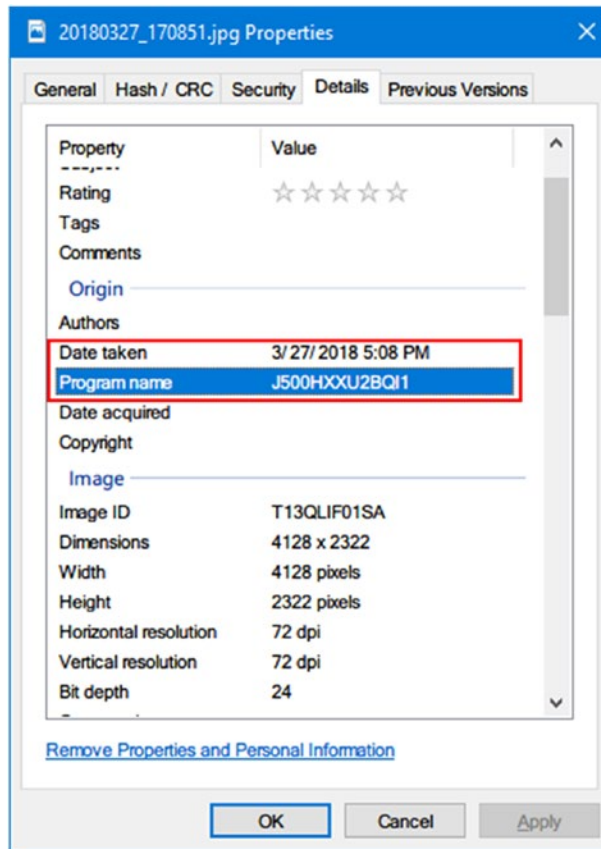 20180327_170851.jpg Properties
General Hash / CRC Security Details Previous Versions
Property Value
Rating
Tags
Comments
Origin
Authors
Date taken 3/27/2018 5:08 PM
Program name J500HXXU2BQI1
Date acquired
Copyright
Image
Image ID T13QLIF01SA
Dimensions 4128 x 2322
Width 4128 pixels
Height 2322 pixels
Horizontal resolution 72 dpi
Vertical resolution 72 dpi
Bit depth 24
Remove Properties and Personal Information
OK Cancel Apply